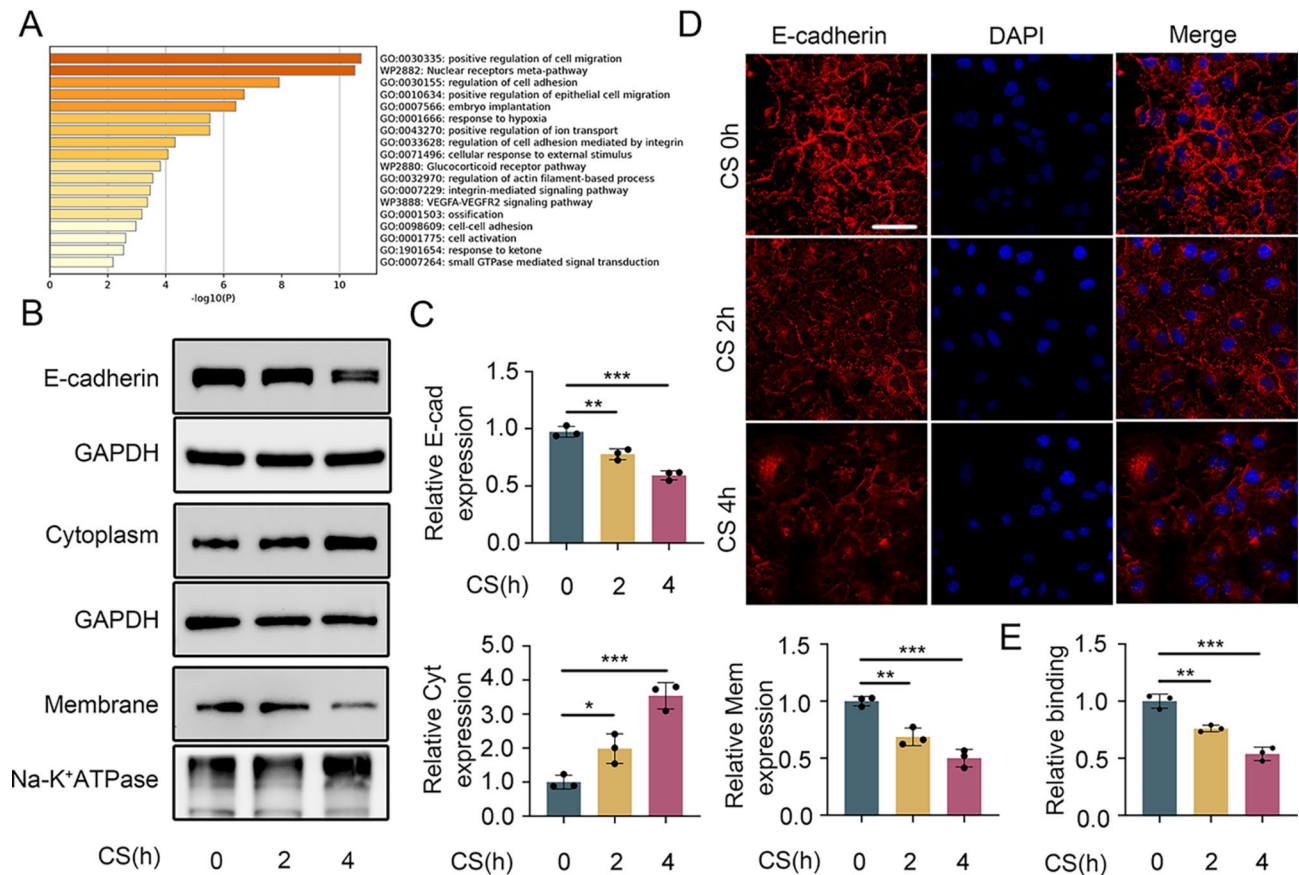 A
GO:0030335: positive regulation of cell migration
WP2882: Nuclear receptors meta-pathway
GO:0030155: regulation of cell adhesion
GO:0010634: positive regulation of epithelial cell migration
GO:0007566: embryo implantation
GO:0001666: response to hypoxia
GO:0043270: positive regulation of ion transport
GO:0033628: regulation of cell adhesion mediated by integrin
GO:0071496: cellular response to external stimulus
WP2880: Glucocorticoid receptor pathway
GO:0032970: regulation of actin filament-based process
GO:0007229: integrin-mediated signaling pathway
WP3888: VEGFA-VEGFR2 signaling pathway
GO:0001503: ossification
GO:0098609: cell-cell adhesion
GO:0001775: cell activation
GO:1901654: response to ketone
GO:0007264: small GTPase mediated signal transduction
0 2 4 6 8 10
-log10(P)
B
E-cadherin
GAPDH
Cytoplasm
GAPDH
Membrane
Na-K⁺ATPase
CS(h) 0 2 4
C
Relative E-cad
expression
1.5
1.0
0.5
0.0
***
**
CS(h) 0 2 4
Relative Cyt
expression
5.0
4.0
3.0
2.0
1.0
0.0
***
*
CS(h) 0 2 4
Relative Mem
expression
1.5
1.0
0.5
0.0
***
**
CS(h) 0 2 4
D
E-cadherin DAPI Merge
CS 0h
CS 2h
CS 4h
E
Relative binding
1.5
1.0
0.5
0.0
***
**
CS(h) 0 2 4